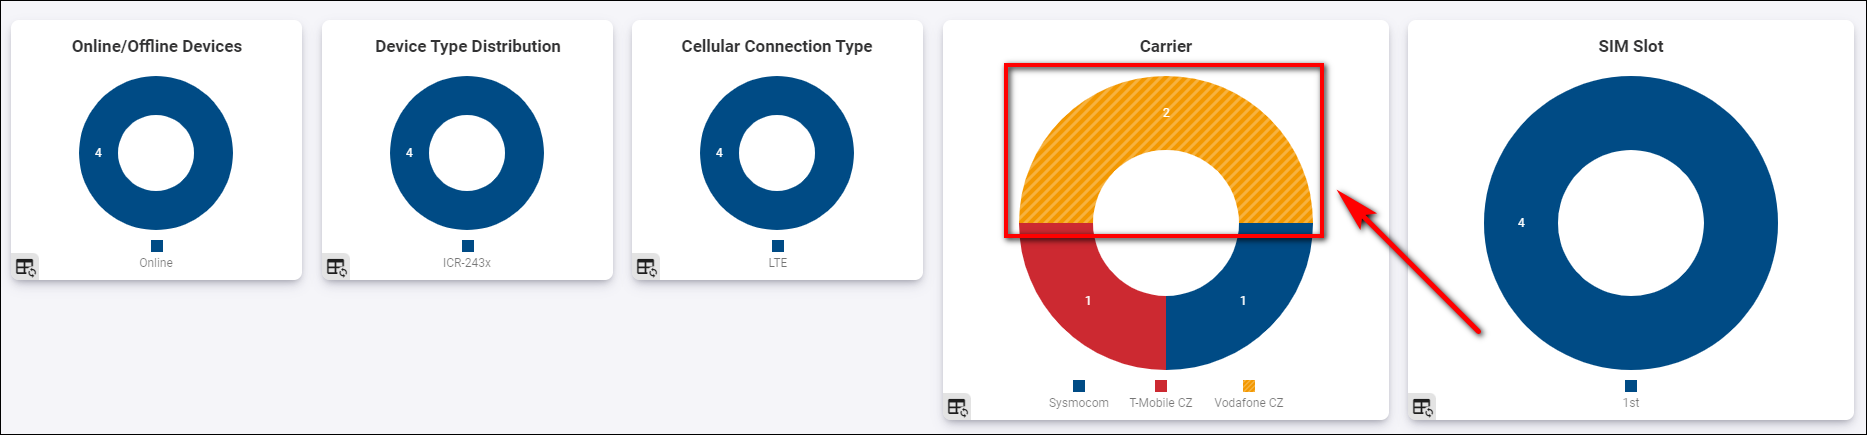 Online/Offline Devices
4
Online
Device Type Distribution
4
ICR-243x
Cellular Connection Type
4
LTE
Carrier
2
1
1
Sysmocom
T-Mobile CZ
Vodafone CZ
SIM Slot
4
1st